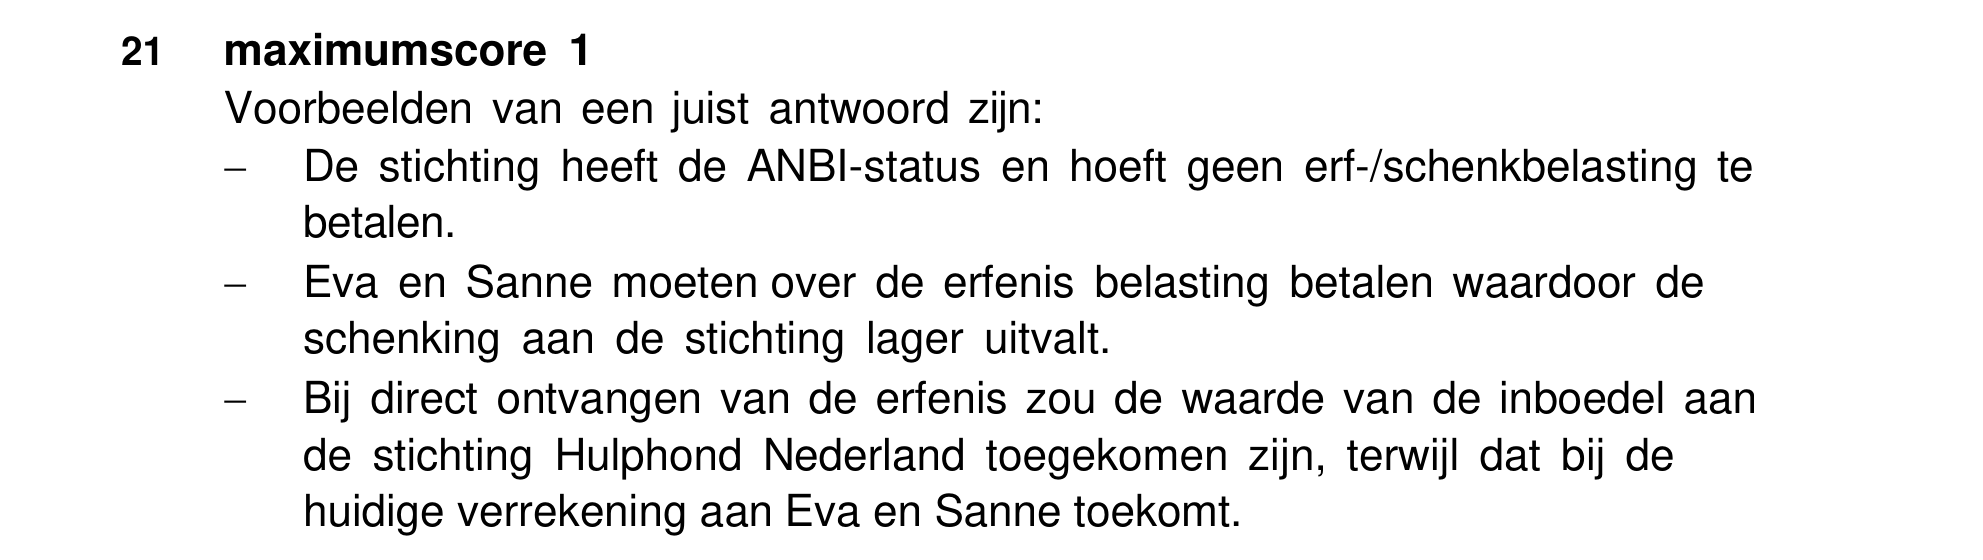 21 maximumscore 1
Voorbeelden van een juist antwoord zijn:
– De stichting heeft de ANBI-status en hoeft geen erf-/schenkbelasting te
betalen.
– Eva en Sanne moeten over de erfenis belasting betalen waardoor de
schenking aan de stichting lager uitvalt.
– Bij direct ontvangen van de erfenis zou de waarde van de inboedel aan
de stichting Hulphond Nederland toegekomen zijn, terwijl dat bij de
huidige verrekening aan Eva en Sanne toekomt.